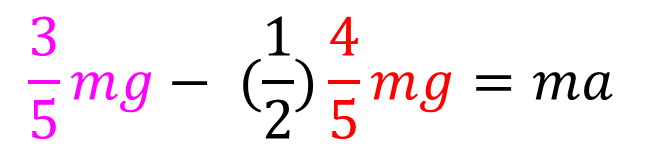 3/5 mg − (1/2) 4/5 mg = ma